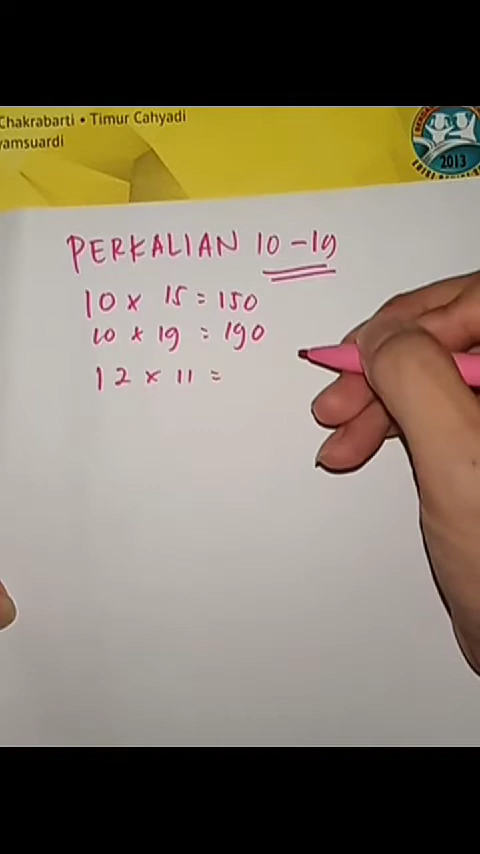 Chakrabarti • Timur Cahyadi
yamsuardi
2013
PERKALIAN 10-19
10 x 15 = 150
10 x 19 = 190
12 x 11 =